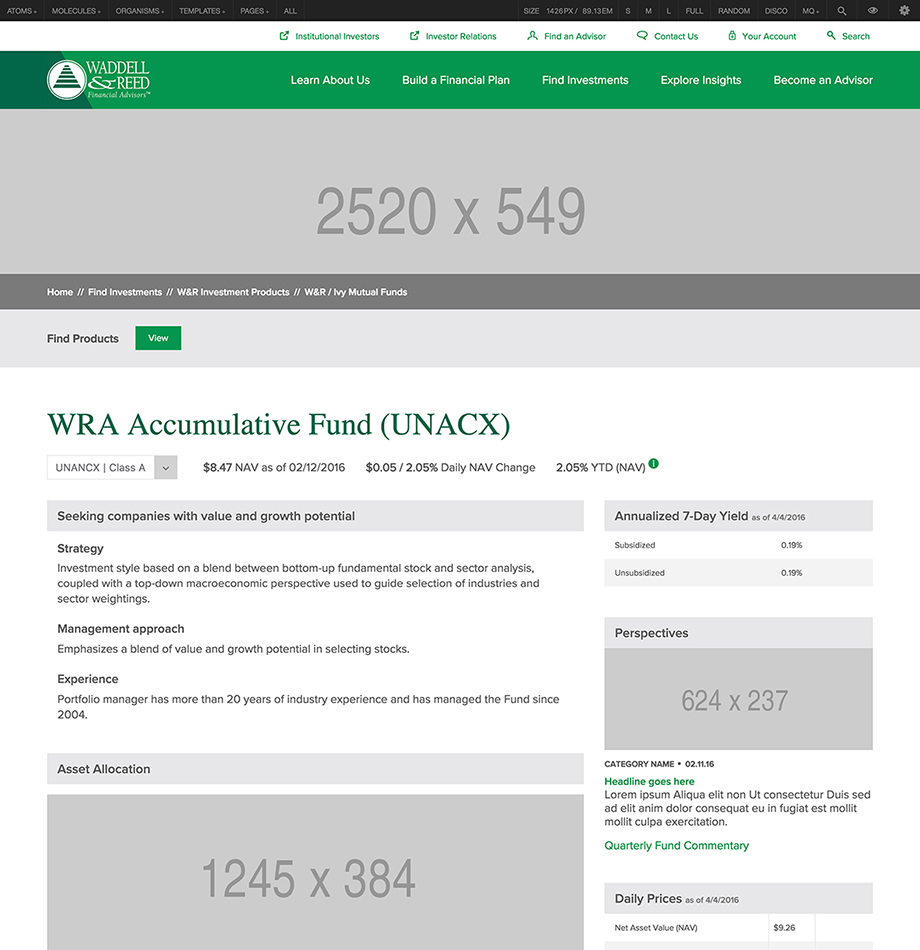 ATOMS MOLECULES ORGANISMS TEMPLATES PAGES ALL SIZE 1426PX / 89.13EM S M L FULL RANDOM DISCO MQ
Institutional Investors Investor Relations Find an Advisor Contact Us Your Account Search
WADDELL
&REED
Financial Advisors™
Learn About Us Build a Financial Plan Find Investments Explore Insights Become an Advisor
2520 x 549
Home // Find Investments // W&R Investment Products // W&R / Ivy Mutual Funds
Find Products View
WRA Accumulative Fund (UNACX)
UNANCX | Class A $8.47 NAV as of 02/12/2016 $0.05 / 2.05% Daily NAV Change 2.05% YTD (NAV) i
Seeking companies with value and growth potential
Strategy
Investment style based on a blend between bottom-up fundamental stock and sector analysis,
coupled with a top-down macroeconomic perspective used to guide selection of industries and
sector weightings.
Management approach
Emphasizes a blend of value and growth potential in selecting stocks.
Experience
Portfolio manager has more than 20 years of industry experience and has managed the Fund since
2004.
Asset Allocation
1245 x 384
Annualized 7-Day Yield as of 4/4/2016
Subsidized 0.19%
Unsubsidized 0.19%
Perspectives
624 x 237
CATEGORY NAME • 02.11.16
Headline goes here
Lorem ipsum Aliqua elit non Ut consectetur Duis sed
ad elit anim dolor consequat eu in fugiat est mollit
mollit culpa exercitation.
Quarterly Fund Commentary
Daily Prices as of 4/4/2016
Net Asset Value (NAV) $9.26